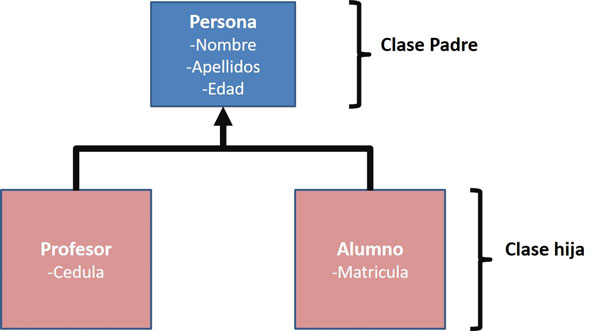 Persona
-Nombre
-Apellidos
-Edad
Clase Padre
Profesor
-Cedula
Alumno
-Matricula
Clase hija